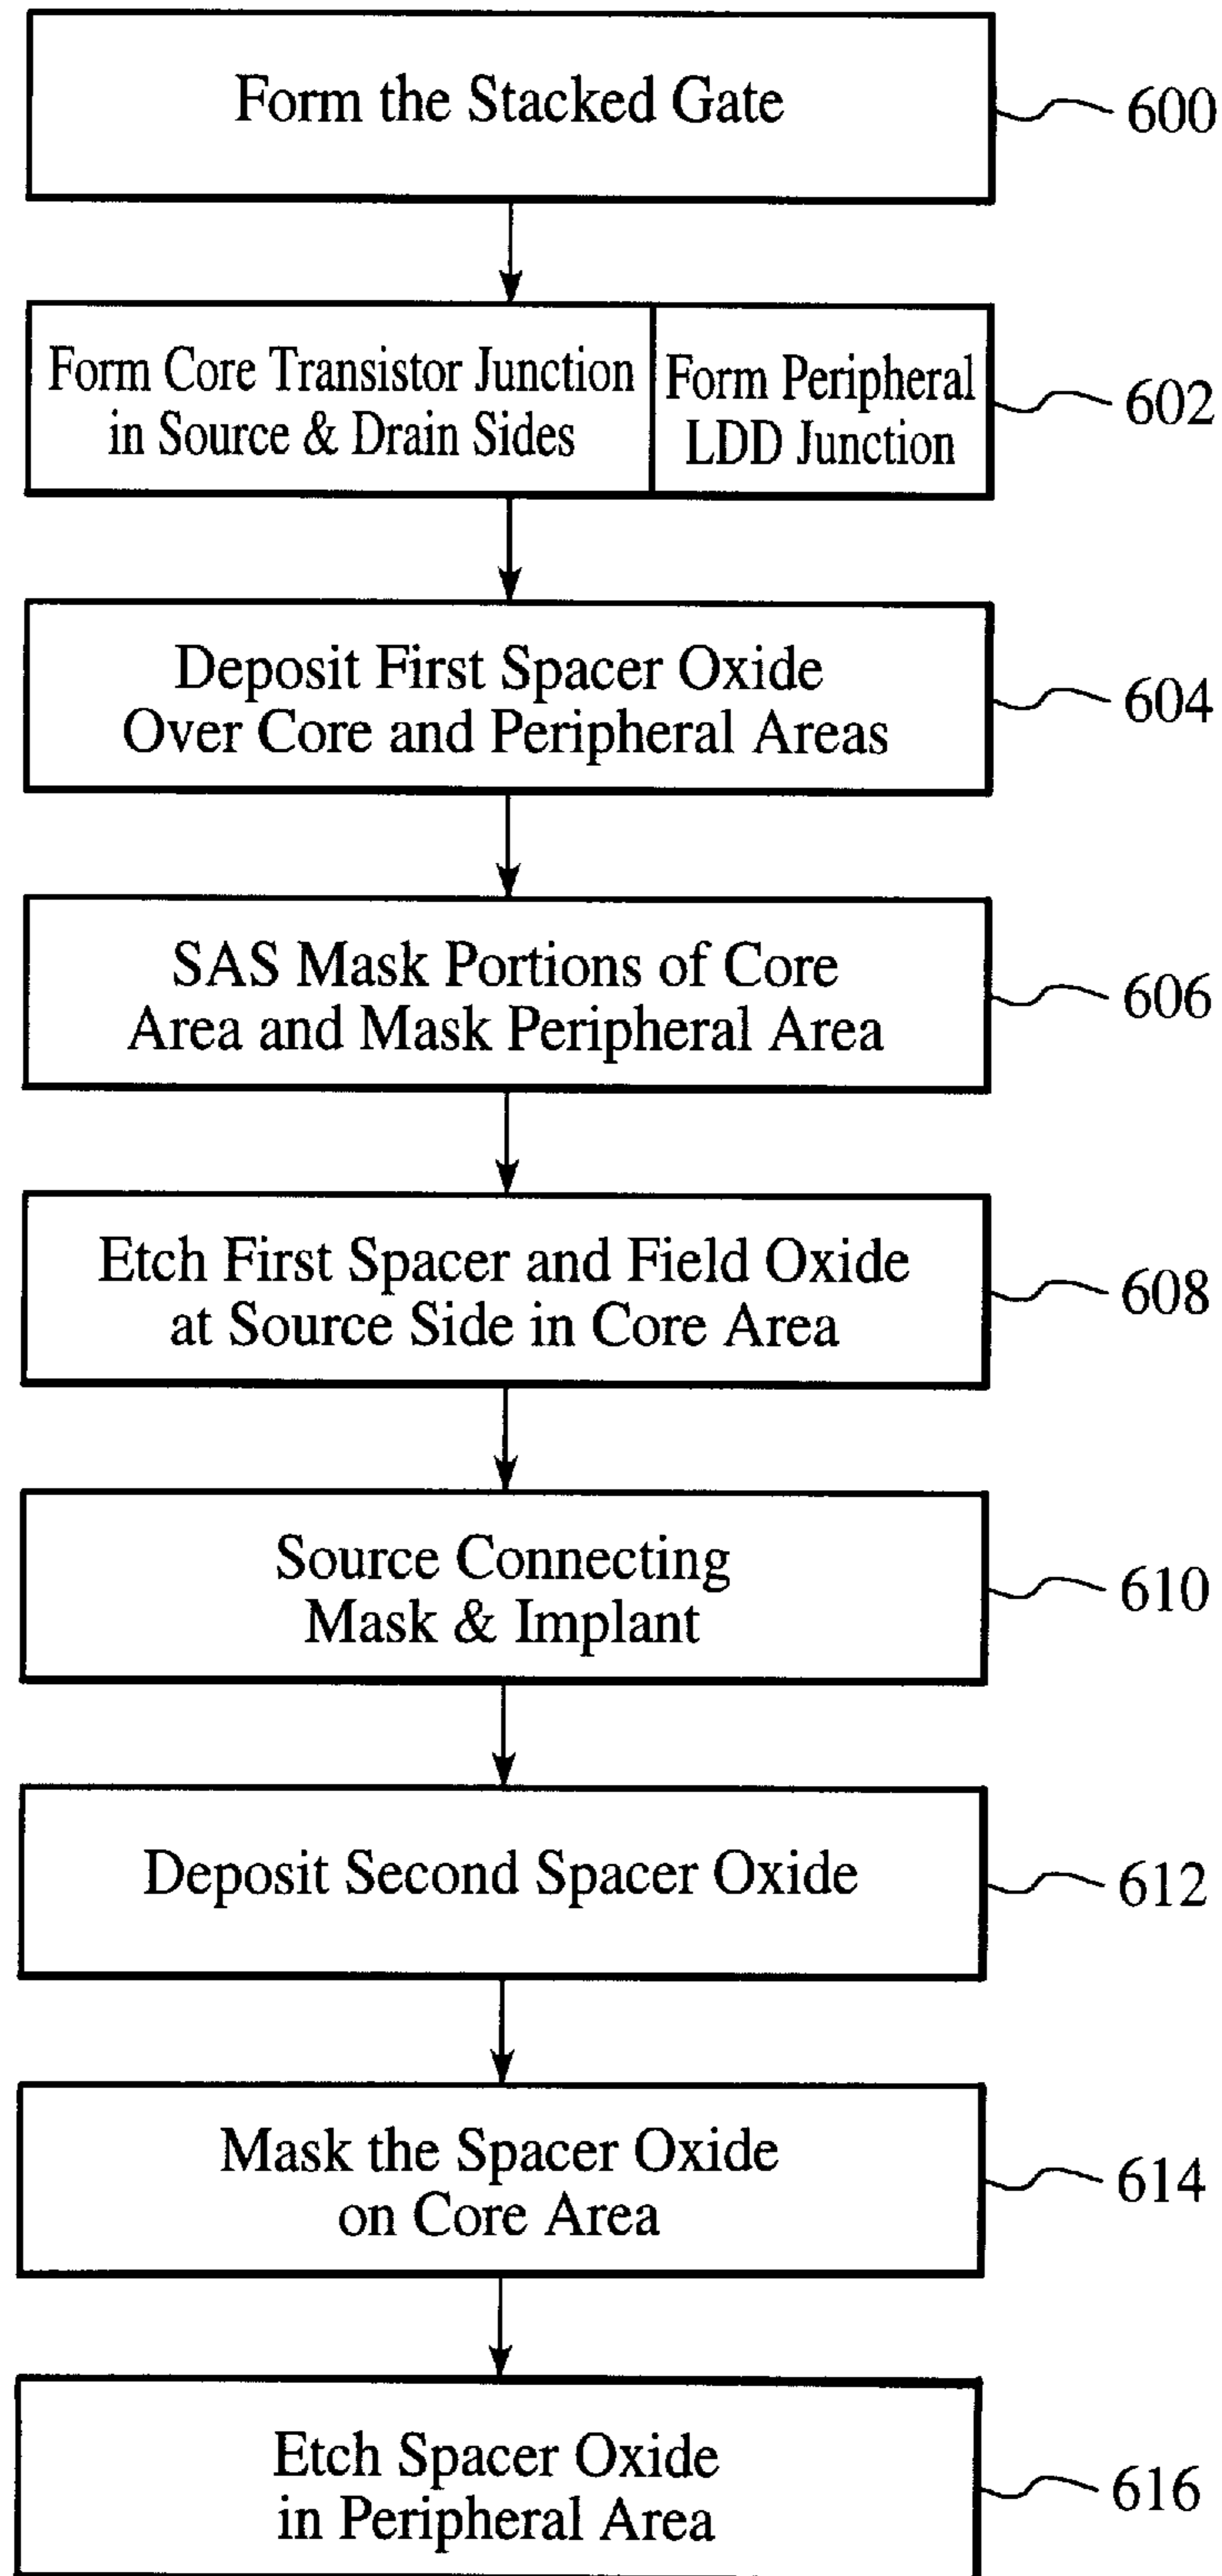 Form the Stacked Gate
600
Form Core Transistor Junction
in Source & Drain Sides
Form Peripheral
LDD Junction
602
Deposit First Spacer Oxide
Over Core and Peripheral Areas
604
SAS Mask Portions of Core
Area and Mask Peripheral Area
606
Etch First Spacer and Field Oxide
at Source Side in Core Area
608
Source Connecting
Mask & Implant
610
Deposit Second Spacer Oxide
612
Mask the Spacer Oxide
on Core Area
614
Etch Spacer Oxide
in Peripheral Area
616